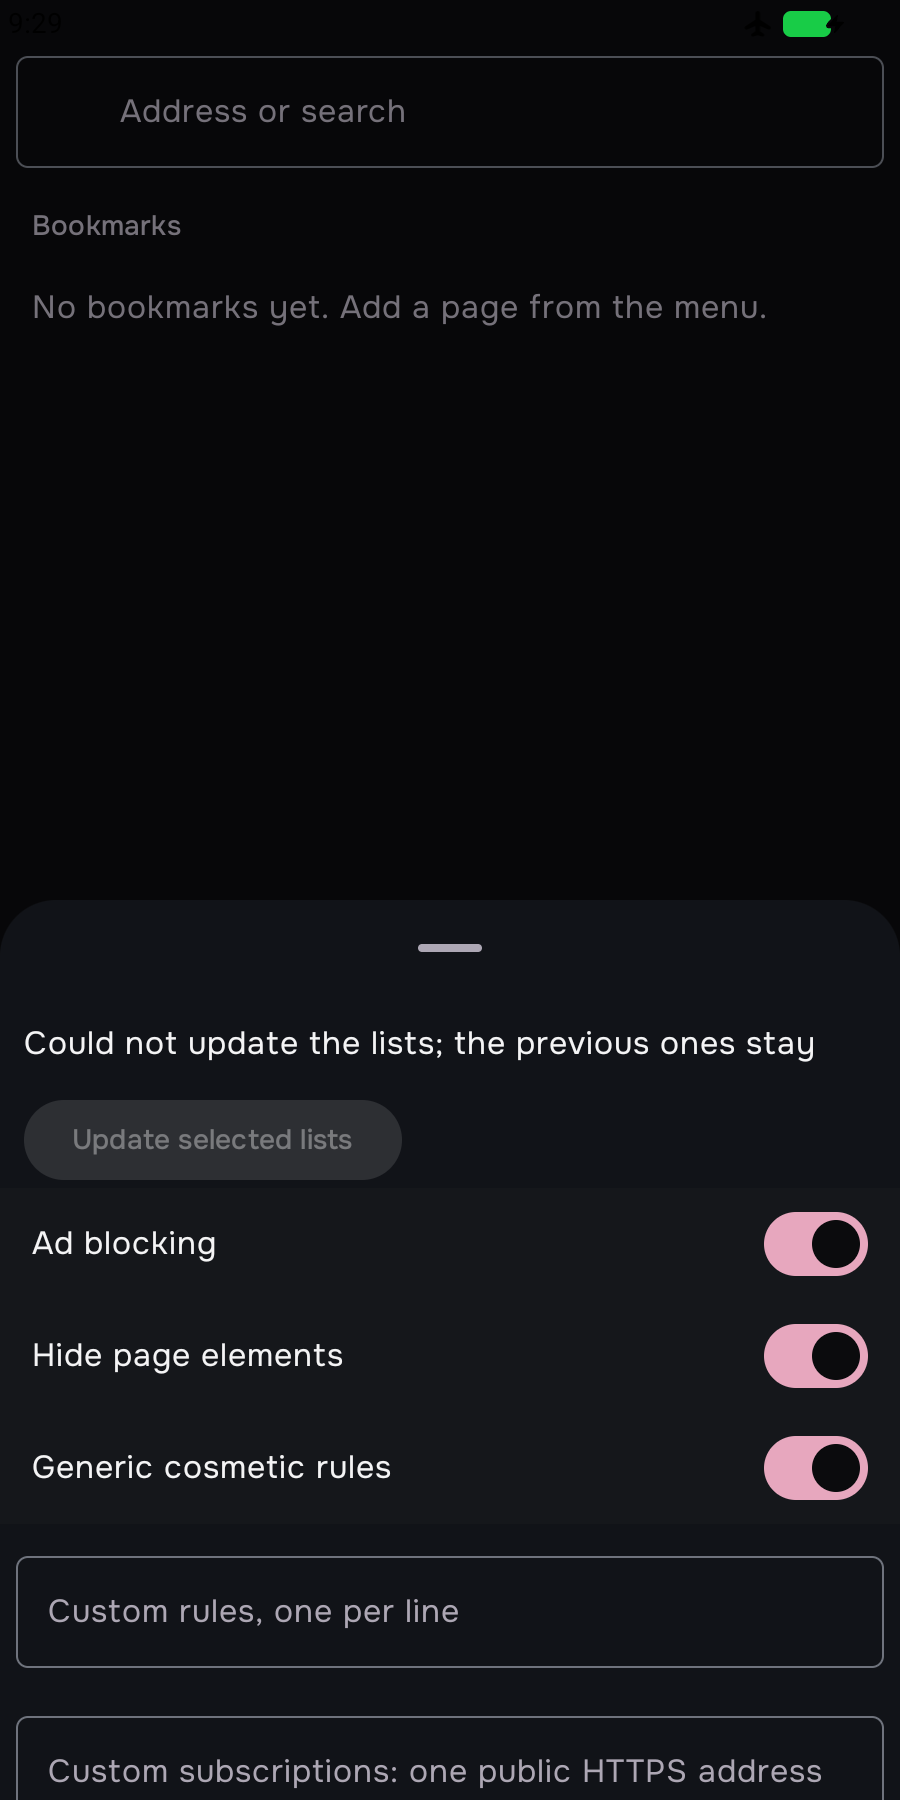 9:29
Address or search
Bookmarks
No bookmarks yet. Add a page from the menu.
Could not update the lists; the previous ones stay
Update selected lists
Ad blocking
Hide page elements
Generic cosmetic rules
Custom rules, one per line
Custom subscriptions: one public HTTPS address